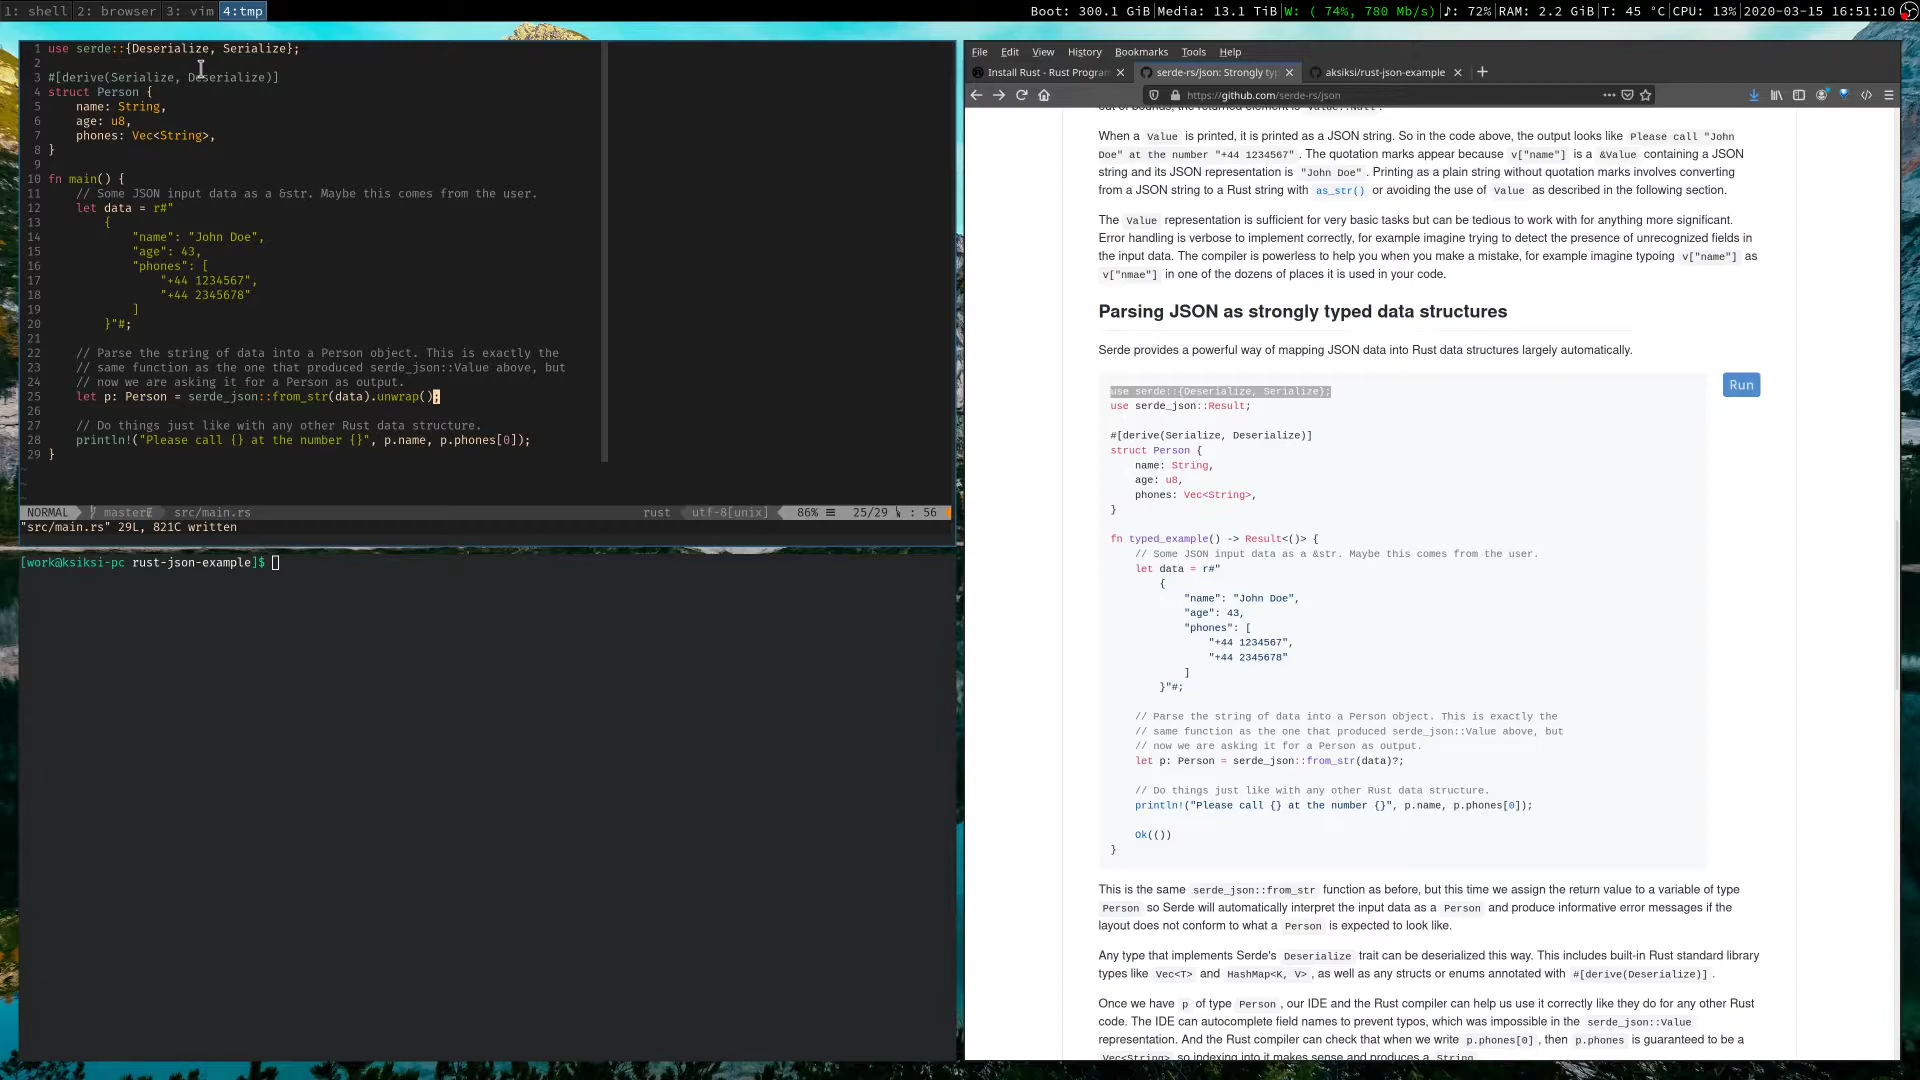 1: shell 2: browser 3: vim 4:tmp
Boot: 300.1 GiB|Media: 13.1 TiB|W: ( 74%, 780 Mb/s)|♪: 72%|RAM: 2.2 GiB|T: 45 °C|CPU: 13%|2020-03-15 16:51:10
1 use serde::{Deserialize, Serialize};
2
3 #[derive(Serialize, Deserialize)]
4 struct Person {
5     name: String,
6     age: u8,
7     phones: Vec<String>,
8 }
9
10 fn main() {
11     // Some JSON input data as a &str. Maybe this comes from the user.
12     let data = r#"
13         {
14             "name": "John Doe",
15             "age": 43,
16             "phones": [
17                 "+44 1234567",
18                 "+44 2345678"
19             ]
20         }"#;
21
22     // Parse the string of data into a Person object. This is exactly the
23     // same function as the one that produced serde_json::Value above, but
24     // now we are asking it for a Person as output.
25     let p: Person = serde_json::from_str(data).unwrap();
26
27     // Do things just like with any other Rust data structure.
28     println!("Please call {} at the number {}", p.name, p.phones[0]);
29 }
~
~
NORMAL master src/main.rs rust utf-8[unix] 86% ≡ 25/29 : 56
"src/main.rs" 29L, 821C written
[work@ksiksi-pc rust-json-example]$
File Edit View History Bookmarks Tools Help
Install Rust - Rust Progra × serde-rs/json: Strongly ty × aksiksi/rust-json-example × +
https://github.com/serde-rs/json
When a Value is printed, it is printed as a JSON string. So in the code above, the output looks like Please call "John
Doe" at the number "+44 1234567" . The quotation marks appear because v["name"] is a &Value containing a JSON
string and its JSON representation is "John Doe" . Printing as a plain string without quotation marks involves converting
from a JSON string to a Rust string with as_str() or avoiding the use of Value as described in the following section.
The Value representation is sufficient for very basic tasks but can be tedious to work with for anything more significant.
Error handling is verbose to implement correctly, for example imagine trying to detect the presence of unrecognized fields in
the input data. The compiler is powerless to help you when you make a mistake, for example imagine typoing v["name"] as
v["nmae"] in one of the dozens of places it is used in your code.
Parsing JSON as strongly typed data structures
Serde provides a powerful way of mapping JSON data into Rust data structures largely automatically.
Run
use serde::{Deserialize, Serialize};
use serde_json::Result;
#[derive(Serialize, Deserialize)]
struct Person {
    name: String,
    age: u8,
    phones: Vec<String>,
}
fn typed_example() -> Result<()> {
    // Some JSON input data as a &str. Maybe this comes from the user.
    let data = r#"
        {
            "name": "John Doe",
            "age": 43,
            "phones": [
                "+44 1234567",
                "+44 2345678"
            ]
        }"#;
    // Parse the string of data into a Person object. This is exactly the
    // same function as the one that produced serde_json::Value above, but
    // now we are asking it for a Person as output.
    let p: Person = serde_json::from_str(data)?;
    // Do things just like with any other Rust data structure.
    println!("Please call {} at the number {}", p.name, p.phones[0]);
    Ok(())
}
This is the same serde_json::from_str function as before, but this time we assign the return value to a variable of type
Person so Serde will automatically interpret the input data as a Person and produce informative error messages if the
layout does not conform to what a Person is expected to look like.
Any type that implements Serde's Deserialize trait can be deserialized this way. This includes built-in Rust standard library
types like Vec<T> and HashMap<K, V> , as well as any structs or enums annotated with #[derive(Deserialize)] .
Once we have p of type Person , our IDE and the Rust compiler can help us use it correctly like they do for any other Rust
code. The IDE can autocomplete field names to prevent typos, which was impossible in the serde_json::Value
representation. And the Rust compiler can check that when we write p.phones[0] , then p.phones is guaranteed to be a
Vec<String> so indexing into it makes sense and produces a String